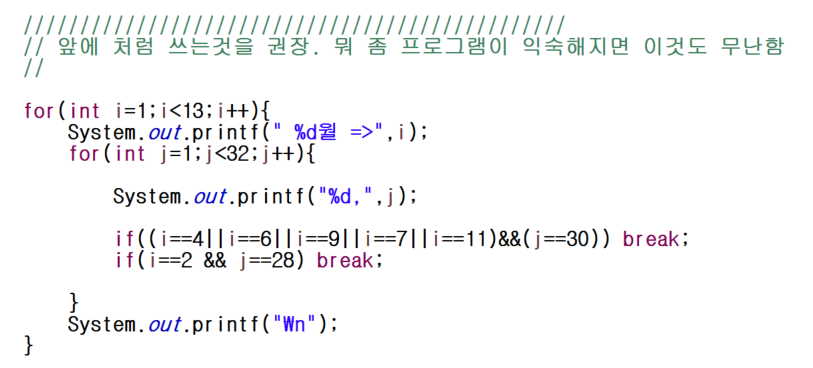 ////////////////////////////////////////////////
// 앞에 처럼 쓰는것을 권장. 뭐 좀 프로그램이 익숙해지면 이것도 무난함
//
for(int i=1;i<13;i++){
System.out.printf(" %d월 =>",i);
for(int j=1;j<32;j++){
System.out.printf("%d,",j);
if((i==4||i==6||i==9||i==7||i==11)&&(j==30)) break;
if(i==2 && j==28) break;
}
System.out.printf("₩n");
}